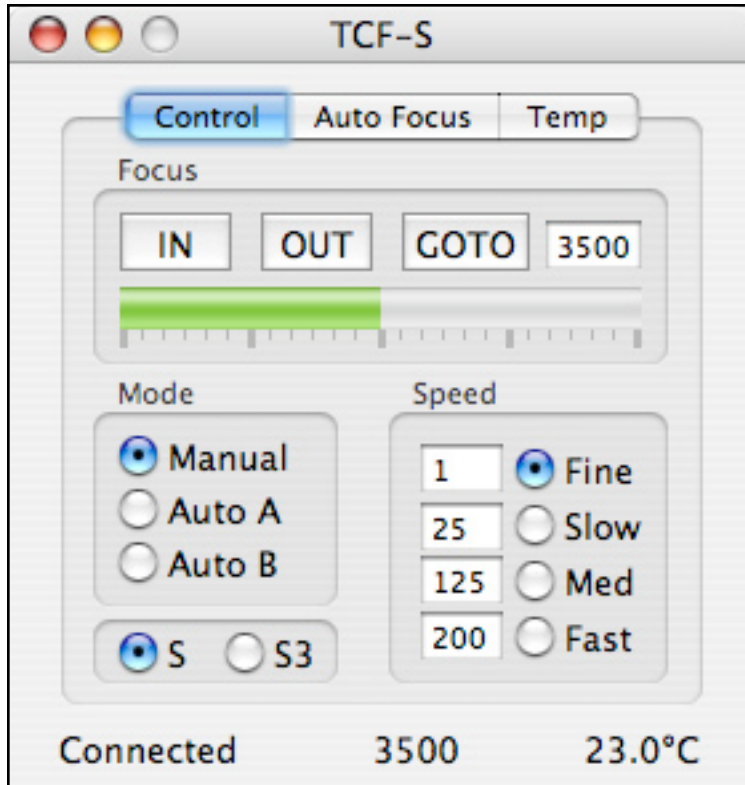 TCF-S
Control Auto Focus Temp
Focus
IN OUT GOTO 3500
Mode Speed
Manual 1 Fine
Auto A 25 Slow
Auto B 125 Med
S S3 200 Fast
Connected 3500 23.0°C